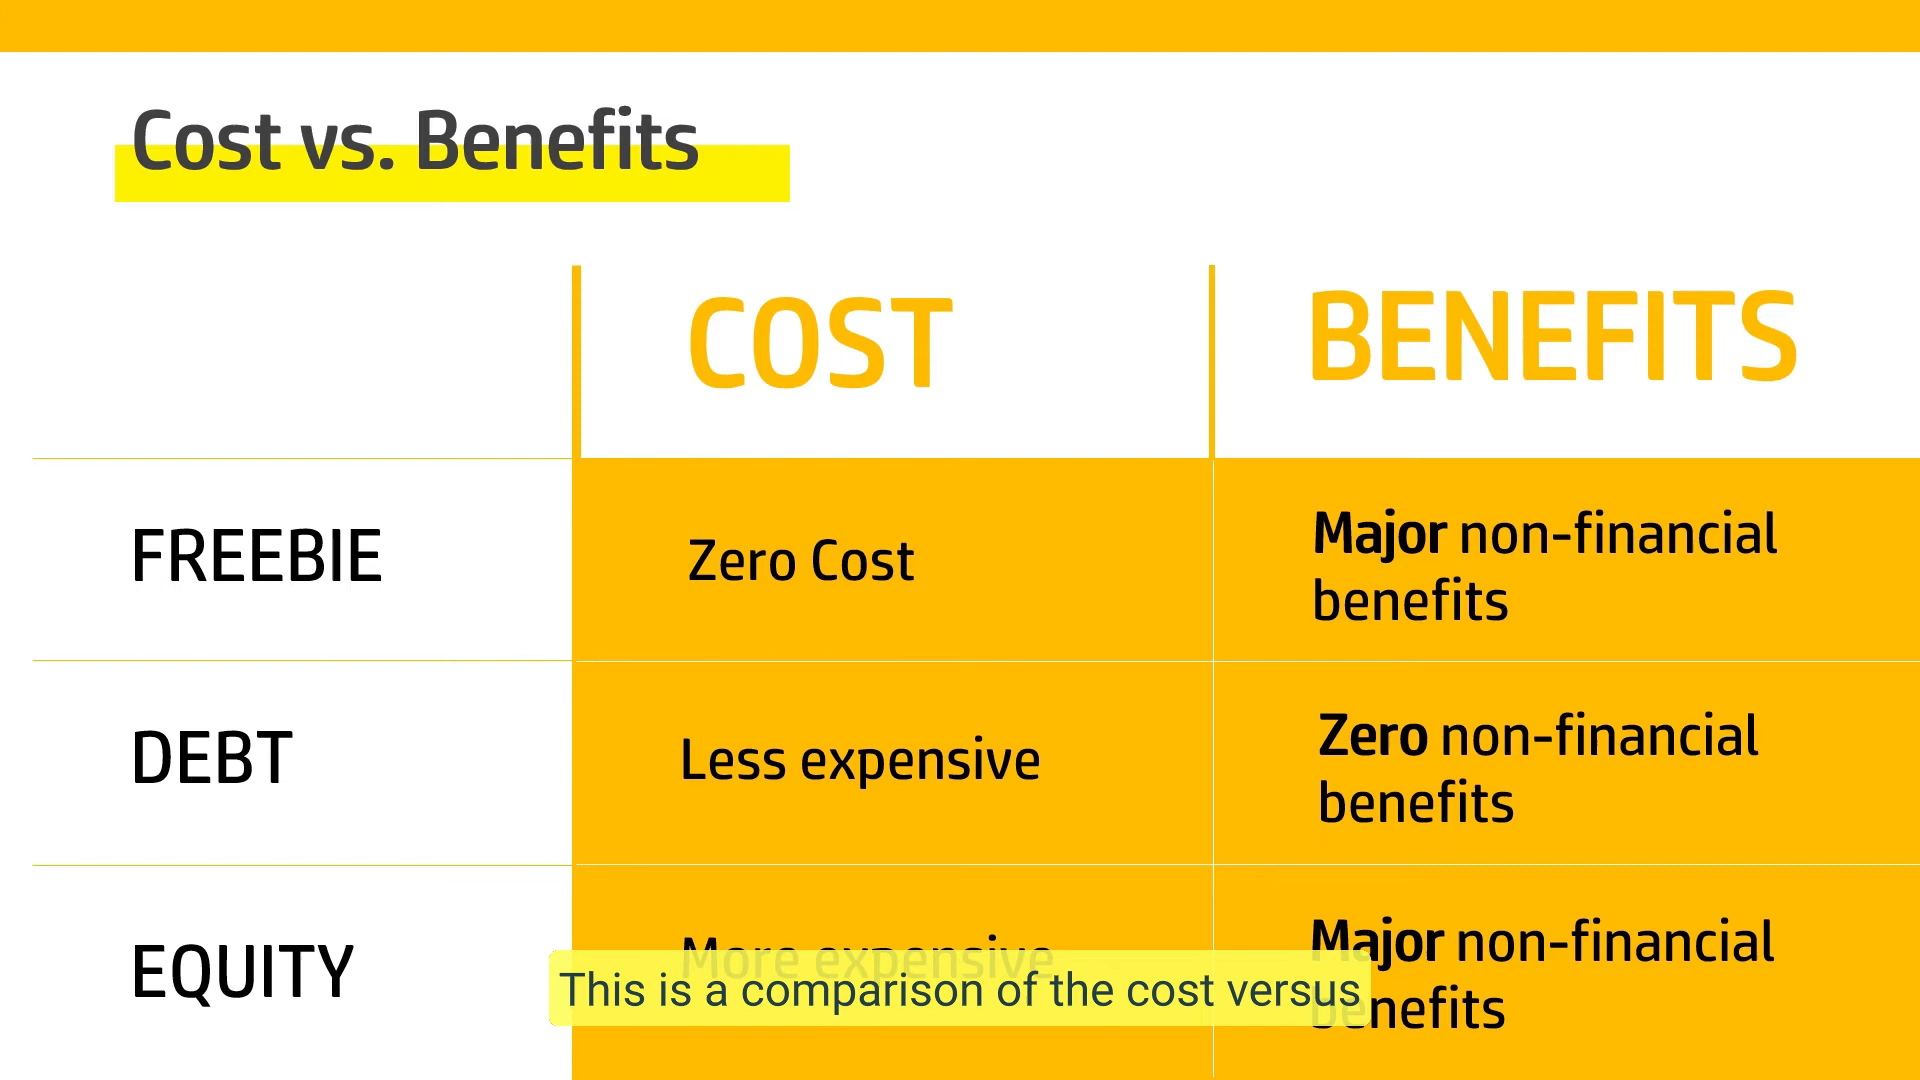 Cost vs. Benefits
COST
BENEFITS
FREEBIE
Zero Cost
Major non-financial
benefits
DEBT
Less expensive
Zero non-financial
benefits
EQUITY
More expensive
Major non-financial
benefits
This is a comparison of the cost versus